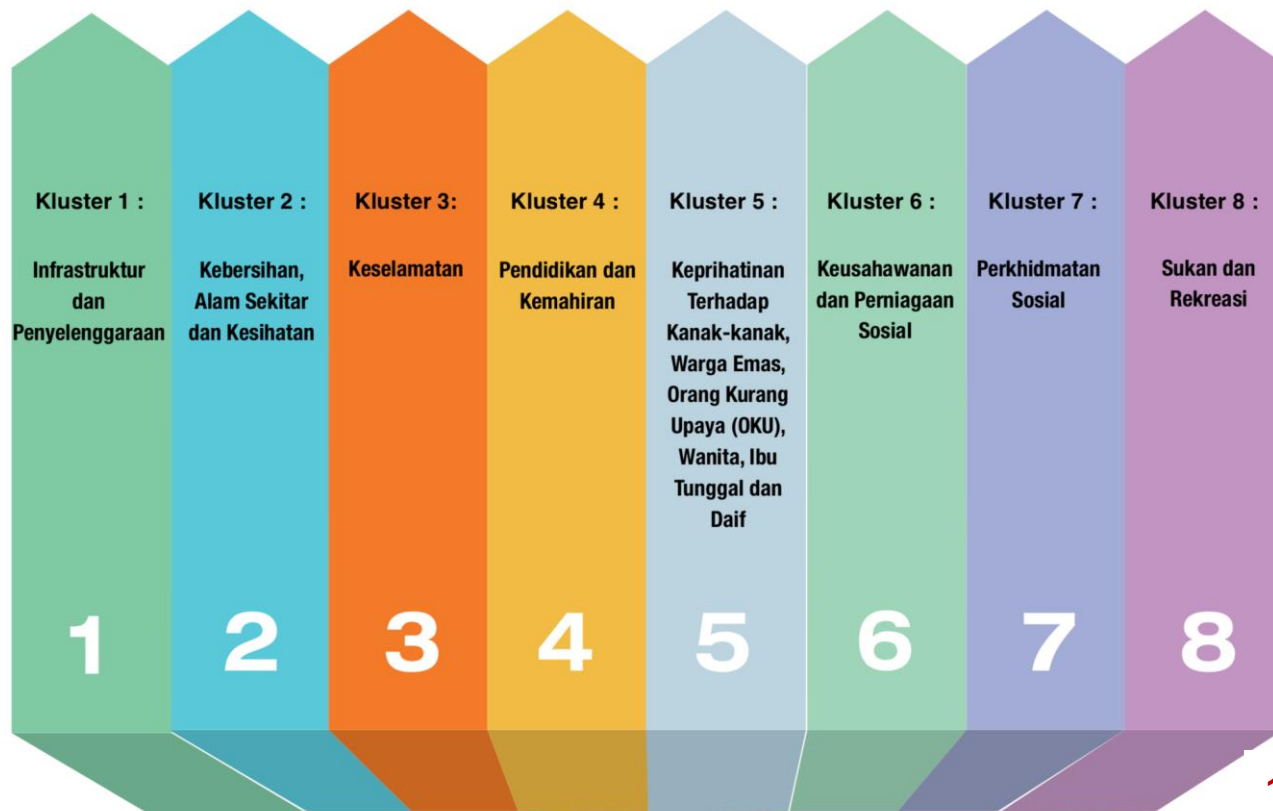 Kluster 1 :
Infrastruktur
dan
Penyelenggaraan
1
Kluster 2 :
Kebersihan,
Alam Sekitar
dan Kesihatan
2
Kluster 3:
Keselamatan
3
Kluster 4 :
Pendidikan dan
Kemahiran
4
Kluster 5 :
Keprihatinan
Terhadap
Kanak-kanak,
Warga Emas,
Orang Kurang
Upaya (OKU),
Wanita, Ibu
Tunggal dan
Daif
5
Kluster 6 :
Keusahawanan
dan Perniagaan
Sosial
6
Kluster 7 :
Perkhidmatan
Sosial
7
Kluster 8 :
Sukan dan
Rekreasi
8